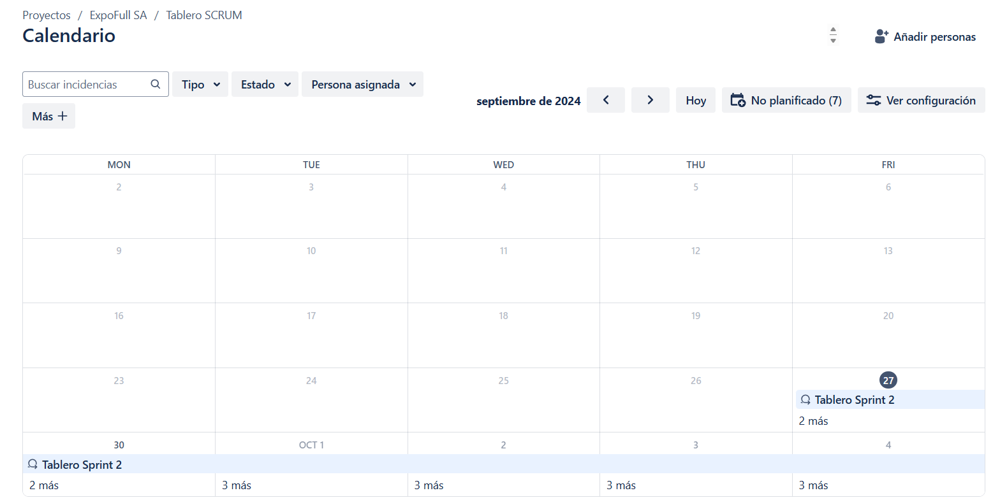 Proyectos / ExpoFull SA / Tablero SCRUM
Calendario
Añadir personas
Buscar incidencias
Tipo
Estado
Persona asignada
Más
septiembre de 2024
Hoy
No planificado (7)
Ver configuración
MON TUE WED THU FRI
2 3 4 5 6
9 10 11 12 13
16 17 18 19 20
23 24 25 26 27
Tablero Sprint 2
2 más
30 OCT 1 2 3 4
Tablero Sprint 2
2 más 3 más 3 más 3 más 3 más